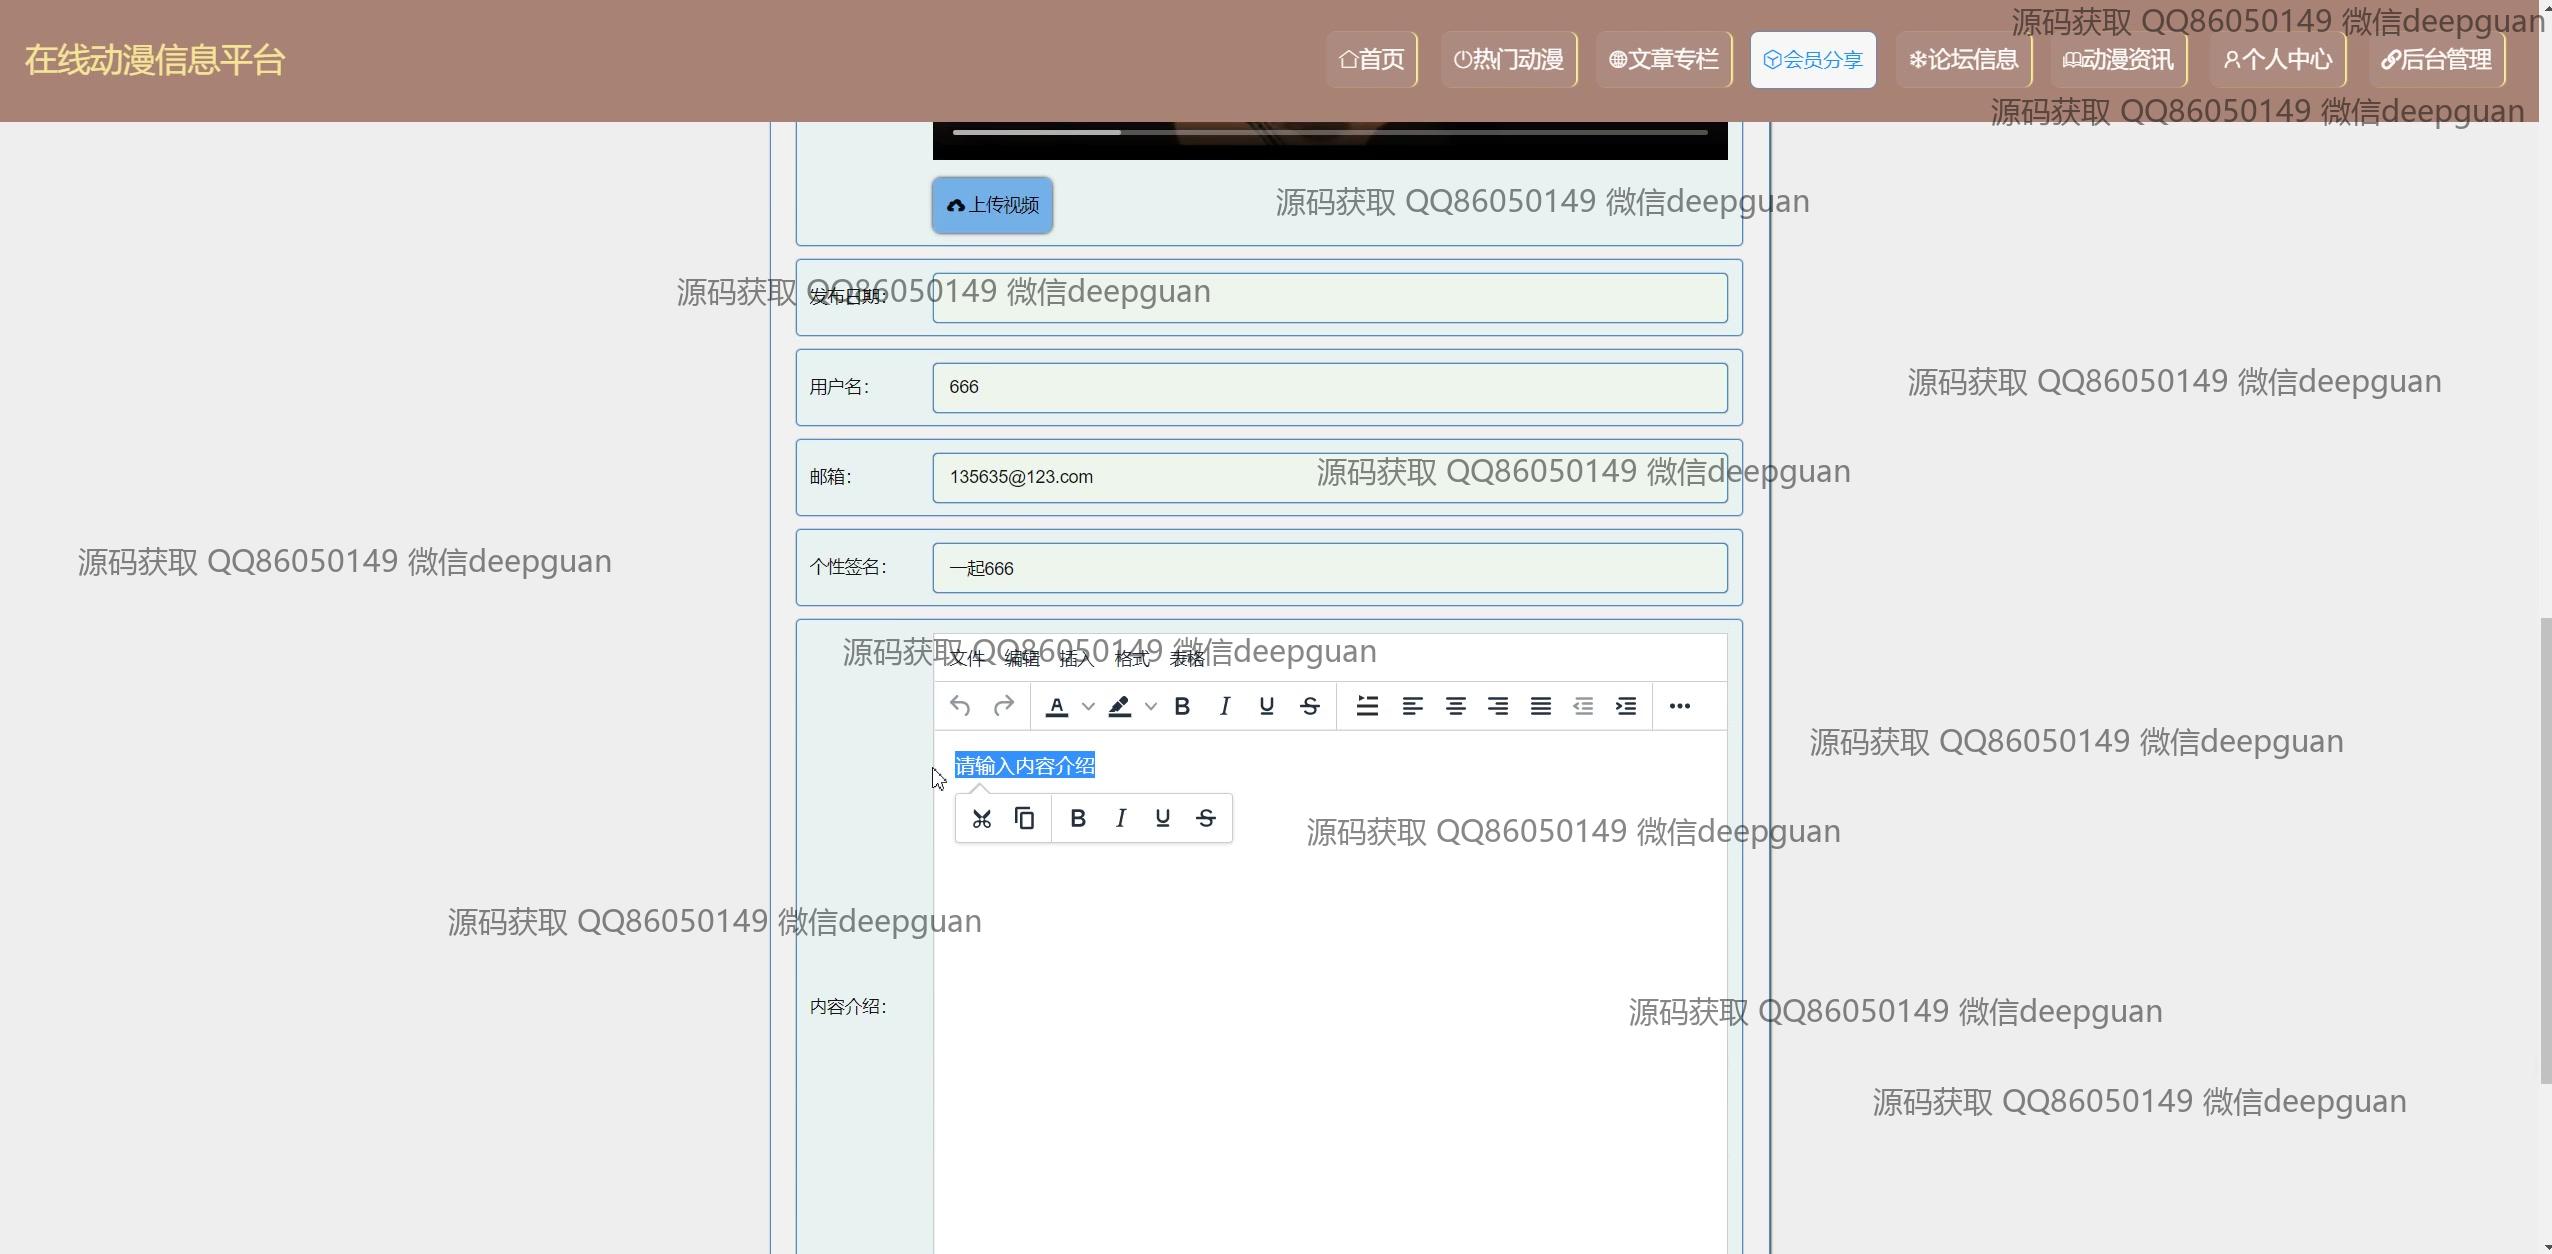 源码获取 QQ86050149 微信deepguan
在线动漫信息平台
首页
热门动漫
文章专栏
会员分享
论坛信息
动漫资讯
个人中心
后台管理
源码获取 QQ86050149 微信deepguan
上传视频
源码获取 QQ86050149 微信deepguan
源码获取 QQ86050149 微信deepguan
发布日期：
用户名： 666
源码获取 QQ86050149 微信deepguan
邮箱： 135635@123.com
源码获取 QQ86050149 微信deepguan
个性签名： 一起666
源码获取 QQ86050149 微信deepguan
源码获取 QQ86050149 微信deepguan
文件 编辑 插入 格式 表格
源码获取 QQ86050149 微信deepguan
请输入内容介绍
源码获取 QQ86050149 微信deepguan
源码获取 QQ86050149 微信deepguan
内容介绍：
源码获取 QQ86050149 微信deepguan
源码获取 QQ86050149 微信deepguan